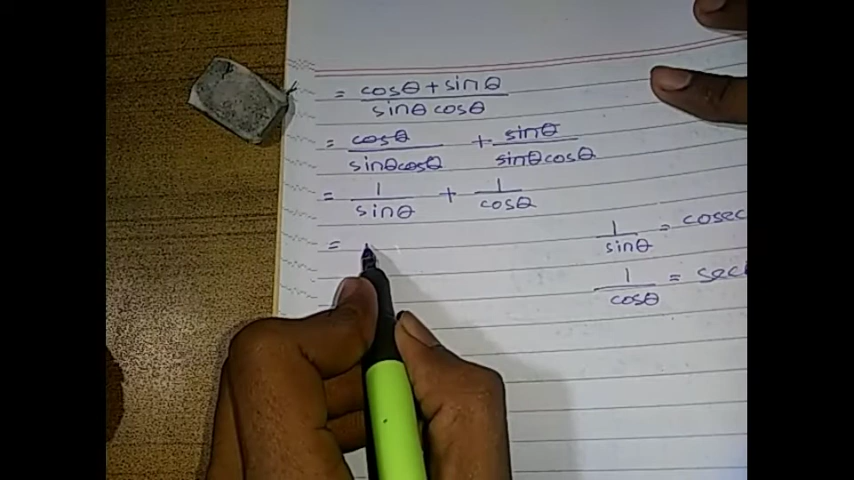 = cosθ + sinθ / sinθ cosθ
= cosθ / sinθcosθ + sinθ / sinθcosθ
= 1 / sinθ + 1 / cosθ
1 / sinθ = cosec
=
1 / cosθ = sec